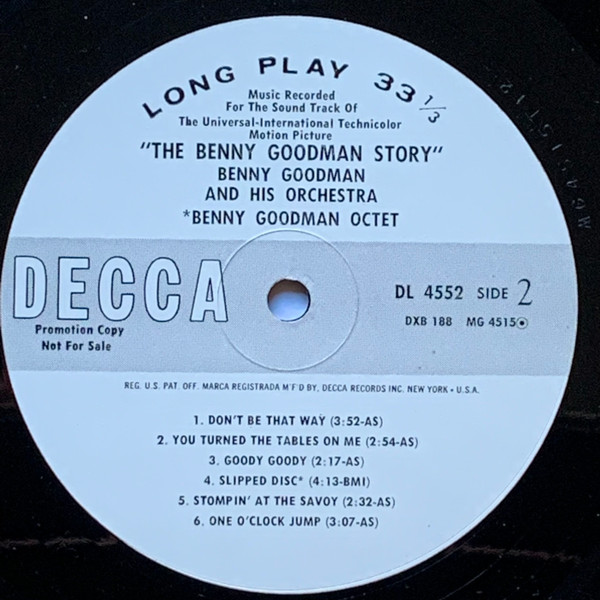 LONG PLAY 33 1/3
Music Recorded
For The Sound Track Of
The Universal-International Technicolor
Motion Picture
"THE BENNY GOODMAN STORY"
BENNY GOODMAN
AND HIS ORCHESTRA
*BENNY GOODMAN OCTET
DECCA
DL 4552 SIDE 2
DXB 188 MG 4515
Promotion Copy
Not For Sale
REG. U.S. PAT. OFF. MARCA REGISTRADA M'F'D BY, DECCA RECORDS INC. NEW YORK • U.S.A.
1. DON'T BE THAT WAY (3:52-AS)
2. YOU TURNED THE TABLES ON ME (2:54-AS)
3. GOODY GOODY (2:17-AS)
4. SLIPPED DISC* (4:13-BMI)
5. STOMPIN' AT THE SAVOY (2:32-AS)
6. ONE O'CLOCK JUMP (3:07-AS)